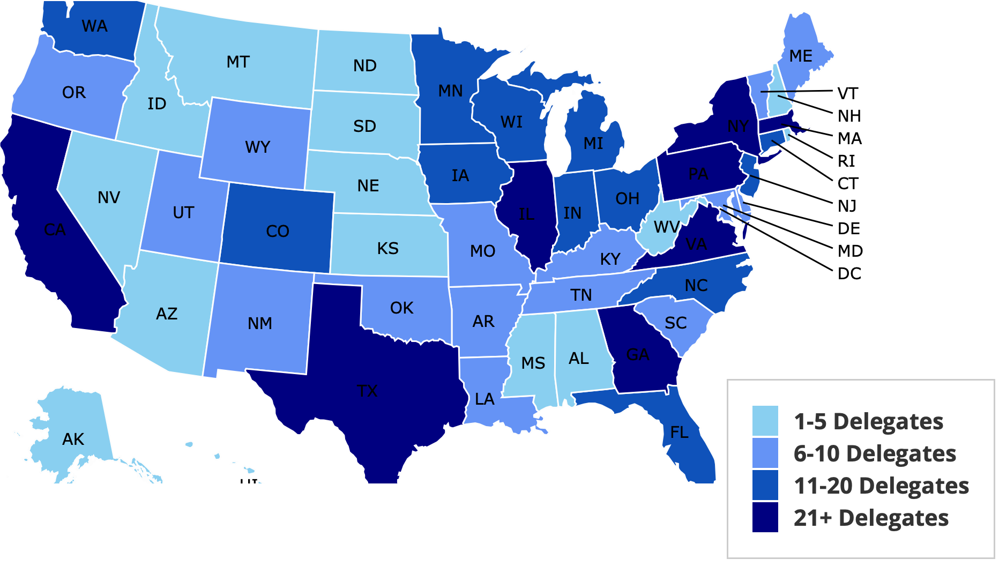 WA
MT
ND
ME
OR
ID
MN
VT
NH
SD
WI
NY
MA
WY
MI
RI
IA
PA
CT
NV
NE
UT
OH
NJ
IL
IN
CA
CO
WV
DE
KS
MO
KY
VA
MD
DC
NC
AZ
NM
OK
TN
AR
SC
MS
AL
GA
TX
LA
AK
FL
HI
1-5 Delegates
6-10 Delegates
11-20 Delegates
21+ Delegates